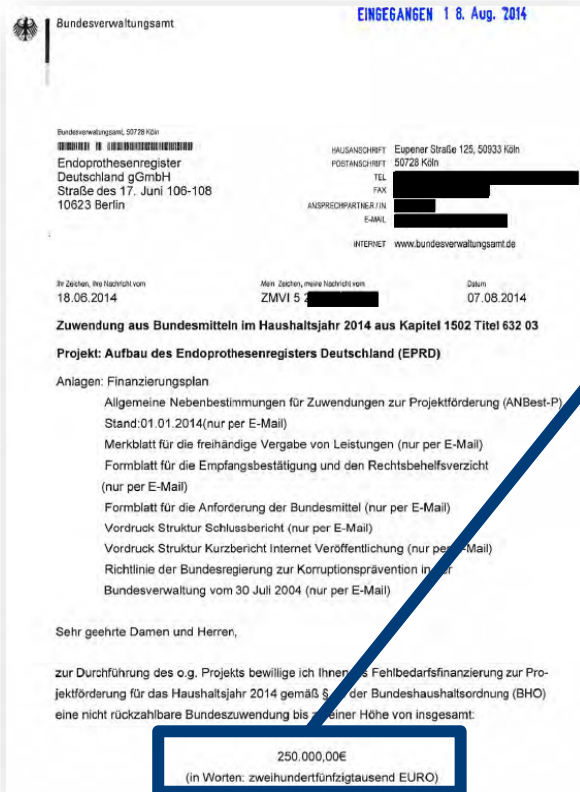 Bundesverwaltungsamt
EINGEGANGEN 1 8. Aug. 2014
Bundesverwaltungsamt, 50728 Köln
Endoprothesenregister
Deutschland gGmbH
Straße des 17. Juni 106-108
10623 Berlin
HAUSANSCHRIFT Eupener Straße 125, 50933 Köln
POSTANSCHRIFT 50728 Köln
TEL
FAX
ANSPRECHPARTNER/IN
E-MAIL
INTERNET www.bundesverwaltungsamt.de
Ihr Zeichen, Ihre Nachricht vom
18.06.2014
Mein Zeichen, meine Nachricht vom
ZMVI 5 2
Datum
07.08.2014
Zuwendung aus Bundesmitteln im Haushaltsjahr 2014 aus Kapitel 1502 Titel 632 03
Projekt: Aufbau des Endoprothesenregisters Deutschland (EPRD)
Anlagen: Finanzierungsplan
Allgemeine Nebenbestimmungen für Zuwendungen zur Projektförderung (ANBest-P)
Stand:01.01.2014(nur per E-Mail)
Merkblatt für die freihändige Vergabe von Leistungen (nur per E-Mail)
Formblatt für die Empfangsbestätigung und den Rechtsbehelfsverzicht
(nur per E-Mail)
Formblatt für die Anforderung der Bundesmittel (nur per E-Mail)
Vordruck Struktur Schlussbericht (nur per E-Mail)
Vordruck Struktur Kurzbericht Internet Veröffentlichung (nur per E-Mail)
Richtlinie der Bundesregierung zur Korruptionsprävention in der
Bundesverwaltung vom 30 Juli 2004 (nur per E-Mail)
Sehr geehrte Damen und Herren,
zur Durchführung des o.g. Projekts bewillige ich Ihnen Fehlbedarfsfinanzierung zur Pro-
jektförderung für das Haushaltsjahr 2014 gemäß § der Bundeshaushaltsordnung (BHO)
eine nicht rückzahlbare Bundeszuwendung bis einer Höhe von insgesamt:
250.000,00€
(in Worten: zweihundertfünfzigtausend EURO)